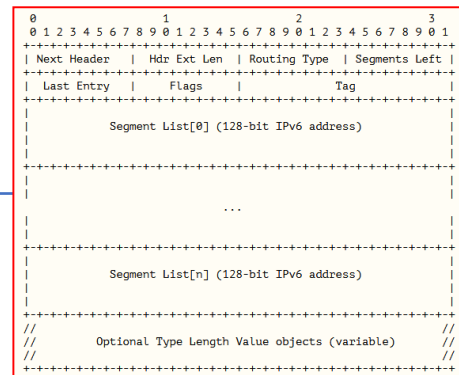 0                   1                   2                   3
0 1 2 3 4 5 6 7 8 9 0 1 2 3 4 5 6 7 8 9 0 1 2 3 4 5 6 7 8 9 0 1
+-+-+-+-+-+-+-+-+-+-+-+-+-+-+-+-+-+-+-+-+-+-+-+-+-+-+-+-+-+-+-+-+
| Next Header | Hdr Ext Len | Routing Type | Segments Left |
+-+-+-+-+-+-+-+-+-+-+-+-+-+-+-+-+-+-+-+-+-+-+-+-+-+-+-+-+-+-+-+-+
| Last Entry | Flags | Tag |
+-+-+-+-+-+-+-+-+-+-+-+-+-+-+-+-+-+-+-+-+-+-+-+-+-+-+-+-+-+-+-+-+
| |
| Segment List[0] (128-bit IPv6 address) |
| |
| |
+-+-+-+-+-+-+-+-+-+-+-+-+-+-+-+-+-+-+-+-+-+-+-+-+-+-+-+-+-+-+-+-+
| |
| |
...
| |
| |
+-+-+-+-+-+-+-+-+-+-+-+-+-+-+-+-+-+-+-+-+-+-+-+-+-+-+-+-+-+-+-+-+
| |
| Segment List[n] (128-bit IPv6 address) |
| |
| |
+-+-+-+-+-+-+-+-+-+-+-+-+-+-+-+-+-+-+-+-+-+-+-+-+-+-+-+-+-+-+-+-+
// //
// Optional Type Length Value objects (variable) //
// //
+-+-+-+-+-+-+-+-+-+-+-+-+-+-+-+-+-+-+-+-+-+-+-+-+-+-+-+-+-+-+-+-+